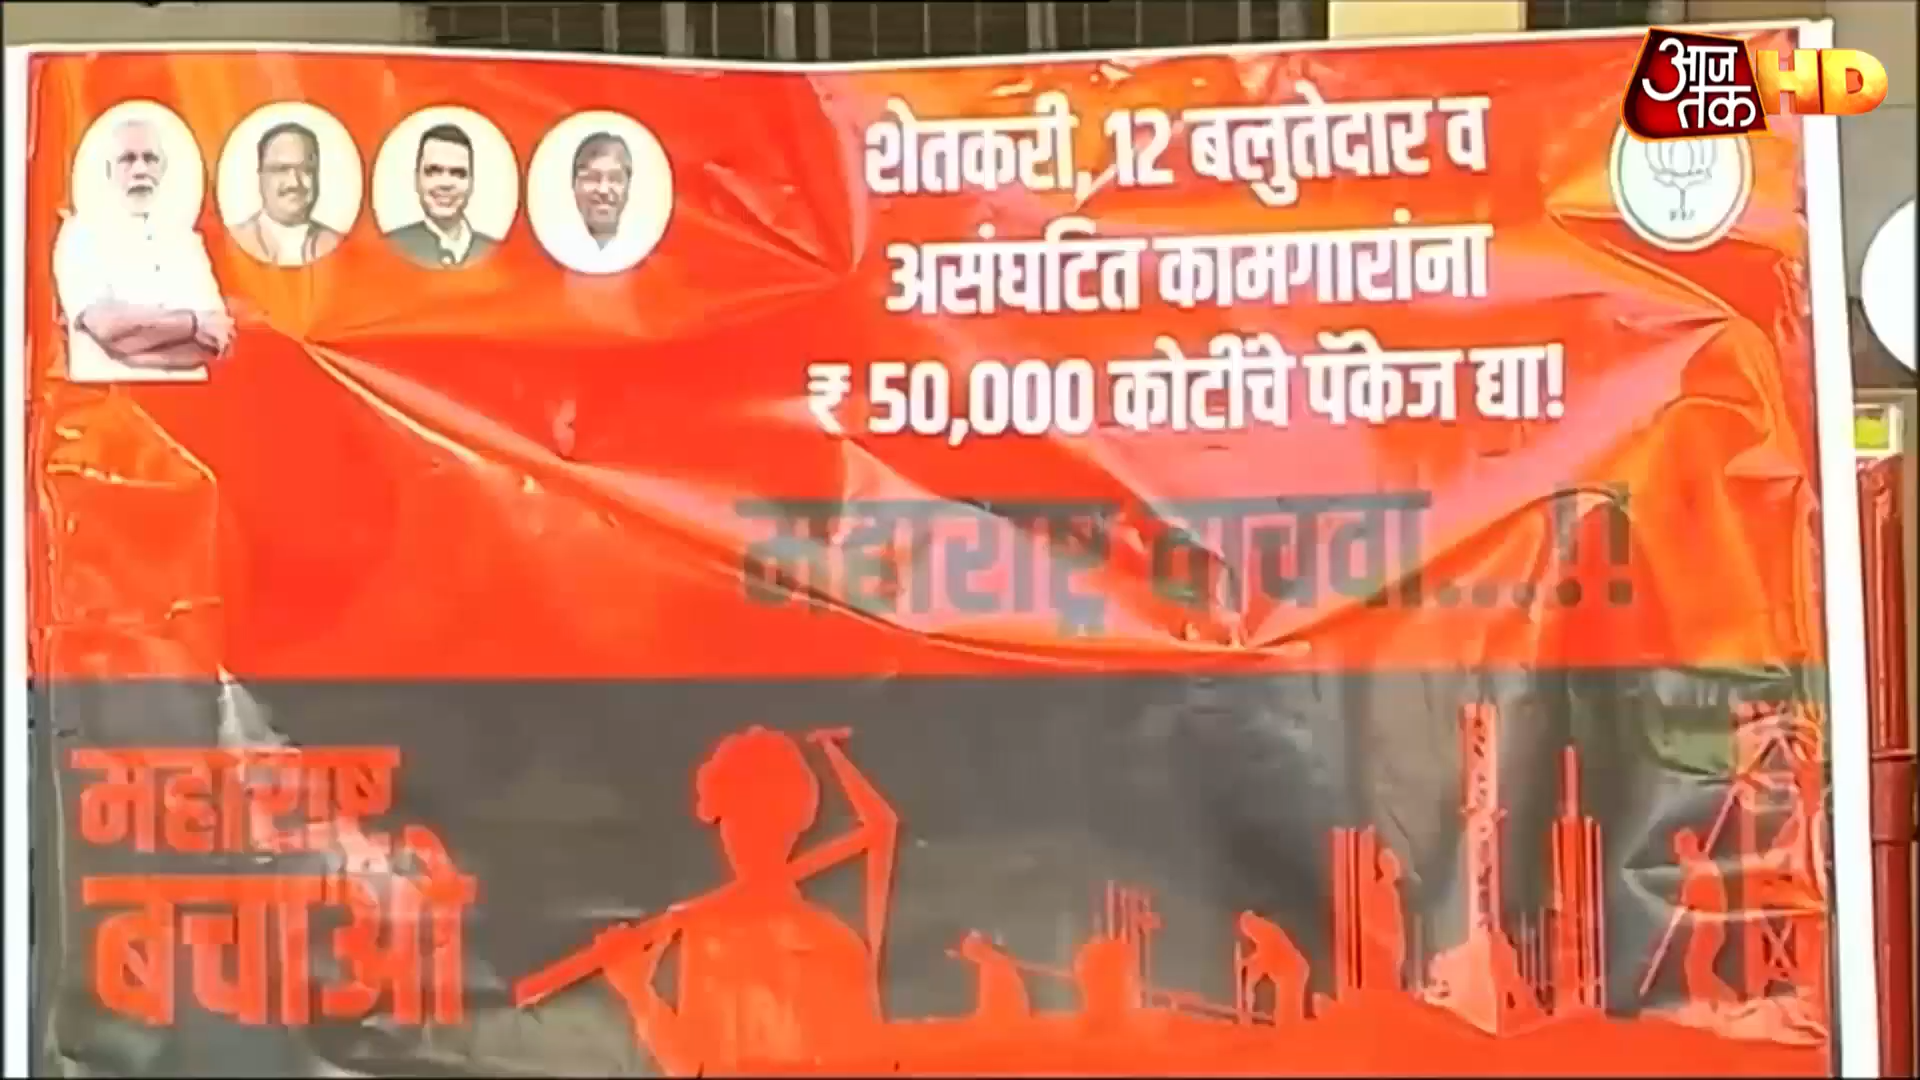 आज तक HD
शेतकरी, 12 बलुतेदार व
असंघटित कामगारांना
₹ 50,000 कोटींचे पॅकेज द्या!
महाराष्ट्र वाचवा....!!
महाराष्ट्र
बचाओ